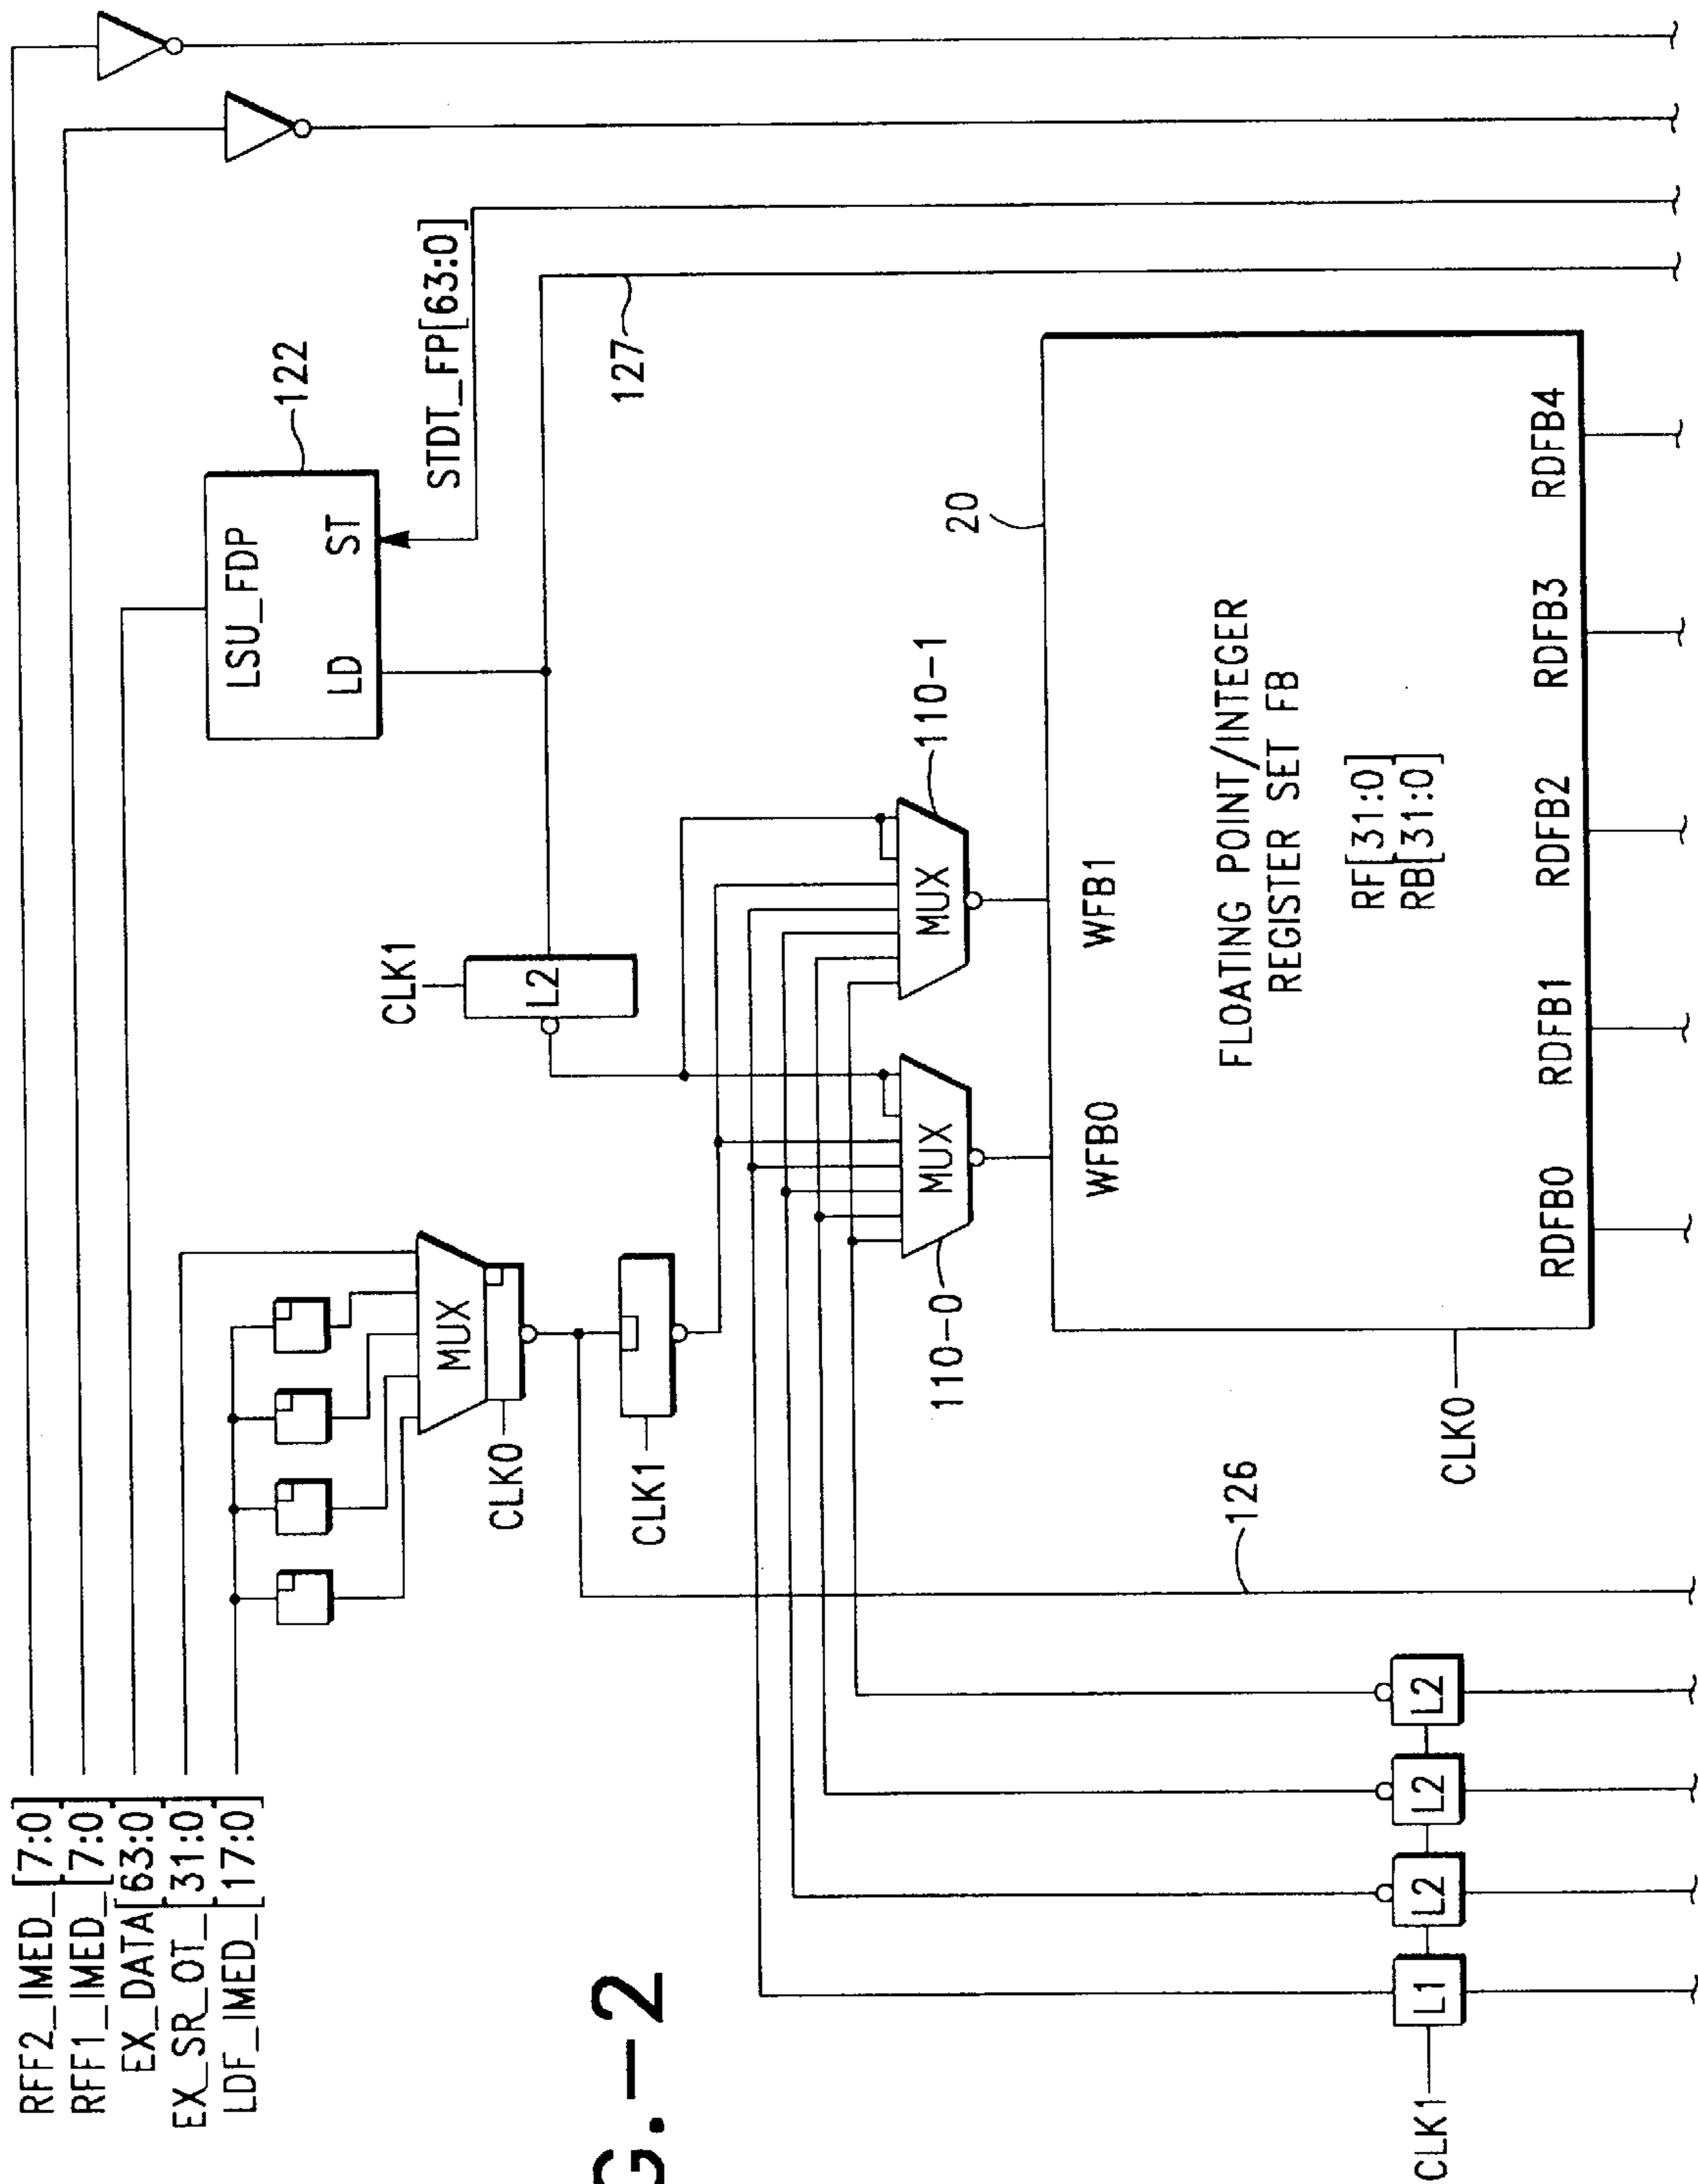 RFF2_IMED_[7:0]
RFF1_IMED_[7:0]
EX_DATA[63:0]
EX_SR_OT_[31:0]
LDF_IMED_[17:0]
LSU_FDP
LD
ST
122
STDT_FP[63:0]
127
CLK1
L2
MUX
CLK0
CLK1
MUX
110-0
MUX
110-1
20
WFB0
WFB1
FLOATING POINT/INTEGER
REGISTER SET FB
RF[31:0]
RB[31:0]
RDFB0
RDFB1
RDFB2
RDFB3
RDFB4
CLK0
126
CLK1
L1
L2
L2
L2
G.-2